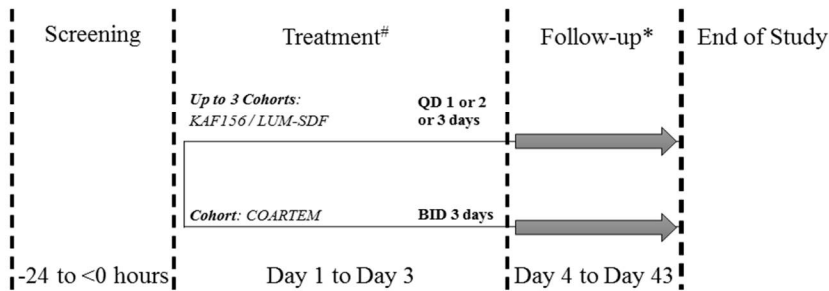 Screening
Treatment#
Follow-up*
End of Study
Up to 3 Cohorts:
KAF156 / LUM-SDF
QD 1 or 2
or 3 days
Cohort: COARTEM
BID 3 days
-24 to <0 hours
Day 1 to Day 3
Day 4 to Day 43